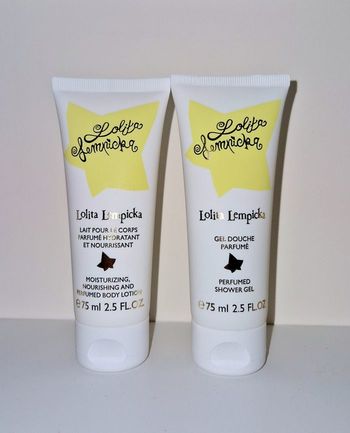 Lolita
Lempicka
Lolita Lempicka
LAIT POUR LE CORPS
PARFUMÉ HYDRATANT
ET NOURRISSANT
MOISTURIZING,
NOURISHING AND
PERFUMED BODY LOTION
℮75 ml 2.5 FL.OZ
Lolita
Lempicka
Lolita Lempicka
GEL DOUCHE
PARFUMÉ
PERFUMED
SHOWER GEL
℮75 ml 2.5 FL.OZ